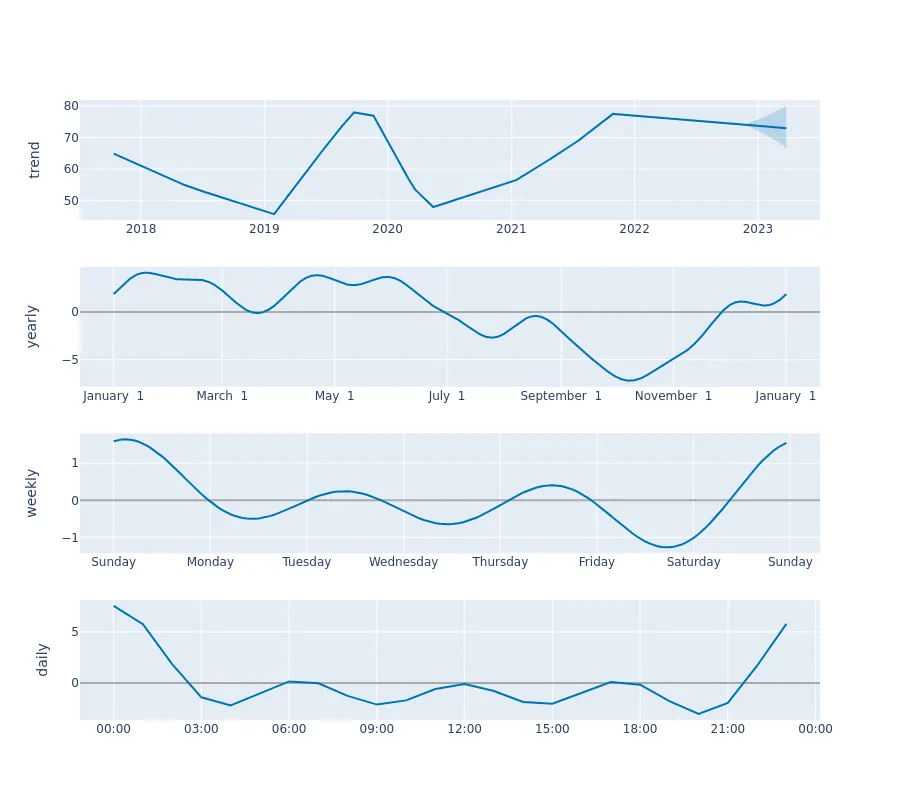 trend
80
70
60
50
2018 2019 2020 2021 2022 2023
yearly
0
−5
January 1 March 1 May 1 July 1 September 1 November 1 January 1
weekly
1
0
−1
Sunday Monday Tuesday Wednesday Thursday Friday Saturday Sunday
daily
5
0
00:00 03:00 06:00 09:00 12:00 15:00 18:00 21:00 00:00